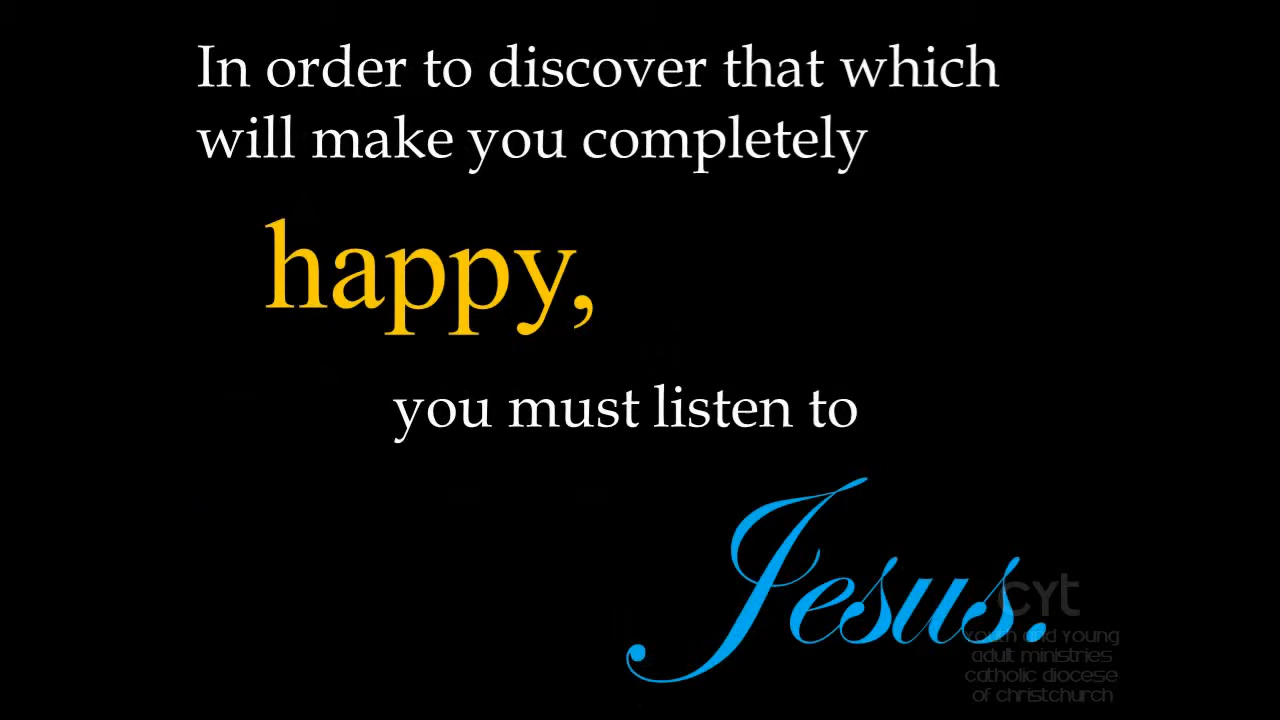 In order to discover that which
will make you completely
happy,
you must listen to
Jesus.
cyt
youth and young
adult ministries
catholic diocese
of christchurch